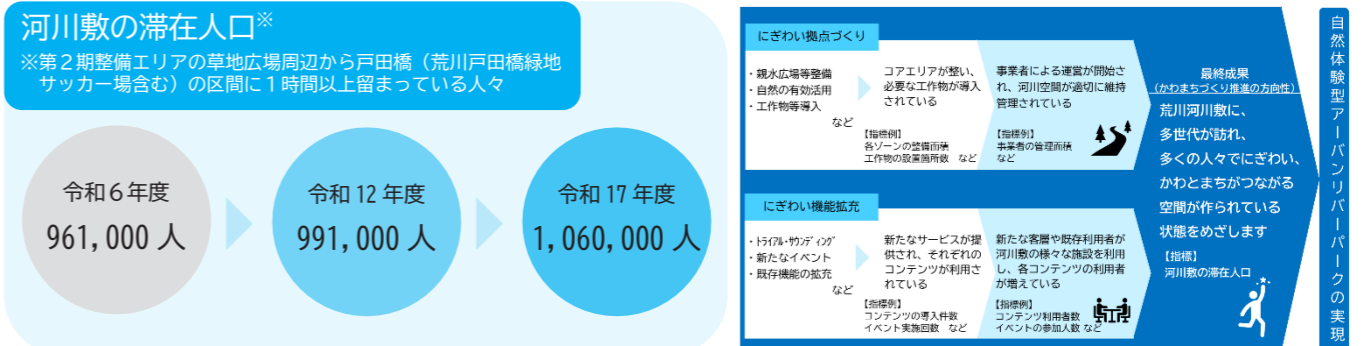 河川敷の滞在人口※
※第２期整備エリアの草地広場周辺から戸田橋（荒川戸田橋緑地
サッカー場含む）の区間に１時間以上留まっている人々
令和６年度
961,000 人
令和 12 年度
991,000 人
令和 17 年度
1,060,000 人
にぎわい拠点づくり
・親水広場等整備
・自然の有効活用
・工作物等導入
など
コアエリアが整い、
必要な工作物が導入
されている
【指標例】
各ゾーンの整備面積
工作物の設置箇所数　など
事業者による運営が開始さ
れ、河川空間が適切に維持
管理されている
【指標例】
事業者の管理面積
など
にぎわい機能拡充
・ﾄﾗｲｱﾙ･ｻｳﾝﾃﾞｨﾝｸﾞ
・新たなイベント
・既存機能の拡充
など
新たなサービスが提
供され、それぞれの
コンテンツが利用さ
れている
【指標例】
コンテンツの導入件数
イベント実施回数　など
新たな客層や既存利用者が
河川敷の様々な施設を利用
し、各コンテンツの利用者
が増えている
【指標例】
コンテンツ利用者数
イベントの参加人数 など
最終成果
（かわまちづくり推進の方向性）
荒川河川敷に、
多世代が訪れ、
多くの人々でにぎわい、
かわとまちがつながる
空間が作られている
状態をめざします
【指標】
河川敷の滞在人口
自然体験型アーバンリバーパークの実現